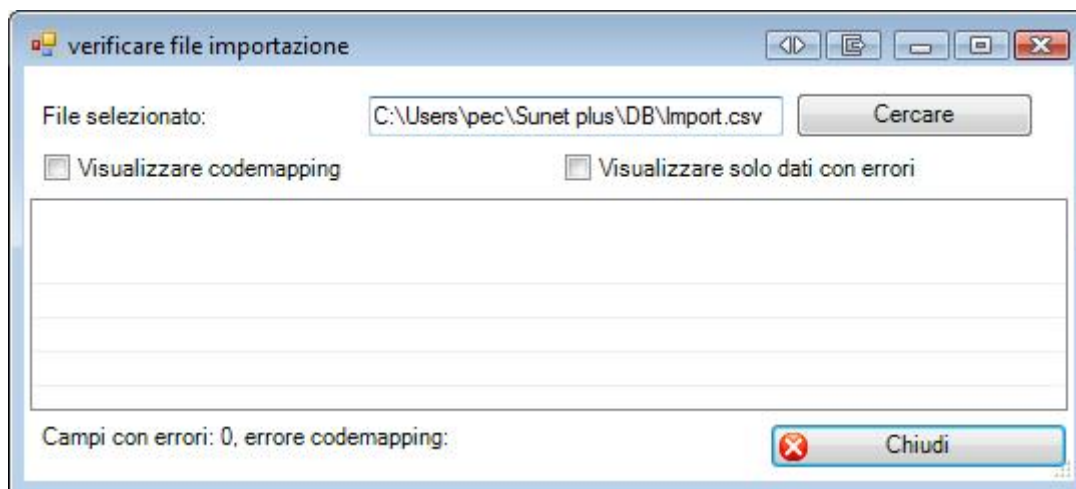 verificare file importazione
File selezionato: C:\Users\pec\Sunet plus\DB\Import.csv Cercare
Visualizzare codemapping Visualizzare solo dati con errori
Campi con errori: 0, errore codemapping: Chiudi